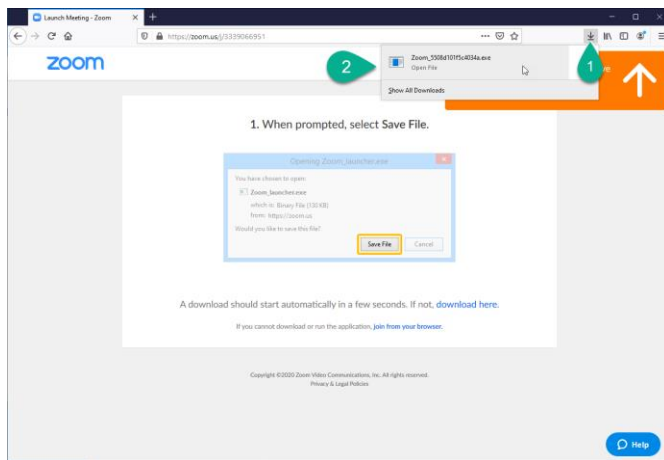 Launch Meeting - Zoom
https://zoom.us/j/3339066951
zoom
2
Zoom_5508d101f5c4034a.exe
Open File
Show All Downloads
1
1. When prompted, select Save File.
Opening Zoom_launcher.exe
You have chosen to open:
Zoom_launcher.exe
which is: Binary File (130 KB)
from: https://zoom.us
Would you like to save this file?
Save File
Cancel
A download should start automatically in a few seconds. If not, download here.
If you cannot download or run the application, join from your browser.
Copyright ©2020 Zoom Video Communications, Inc. All rights reserved.
Privacy & Legal Policies
Help